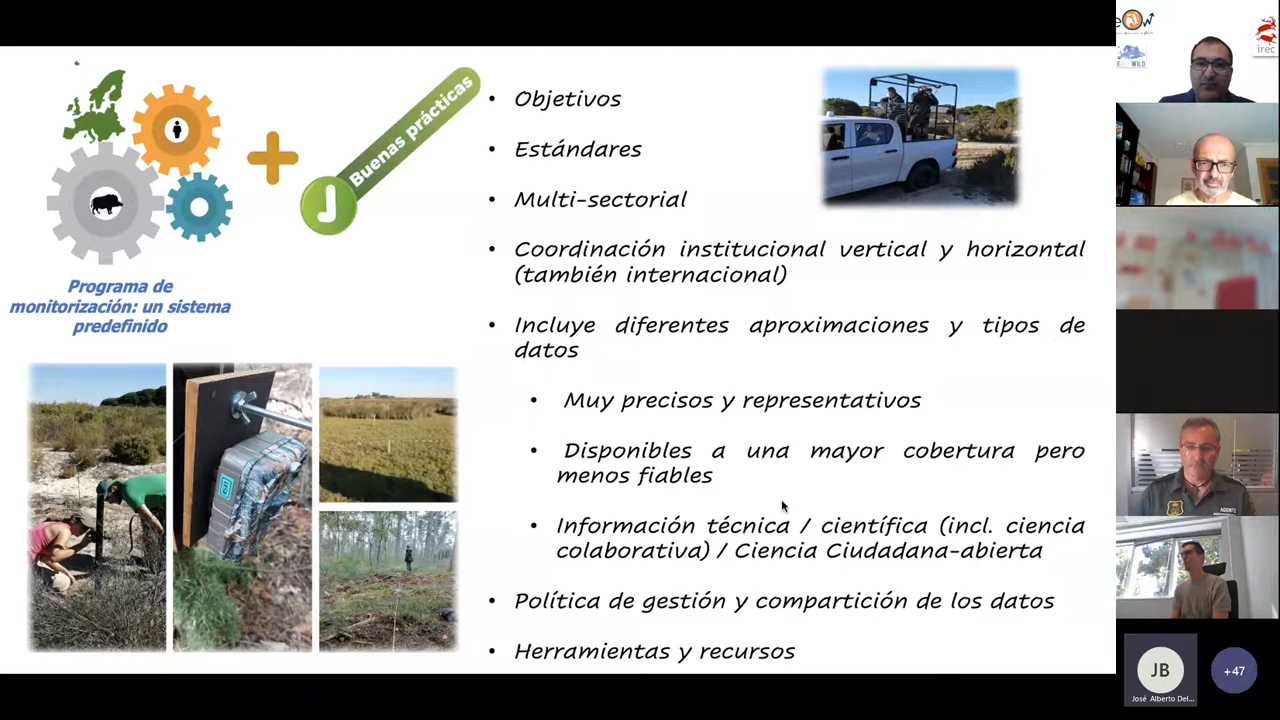 Buenas prácticas
Programa de
monitorización: un sistema
predefinido
• Objetivos
• Estándares
• Multi-sectorial
• Coordinación institucional vertical y horizontal
(también internacional)
• Incluye diferentes aproximaciones y tipos de
datos
• Muy precisos y representativos
• Disponibles a una mayor cobertura pero
menos fiables
• Información técnica / científica (incl. ciencia
colaborativa) / Ciencia Ciudadana-abierta
• Política de gestión y compartición de los datos
• Herramientas y recursos
irec
WILD
AGENTE
JB
José Alberto Del...
+47